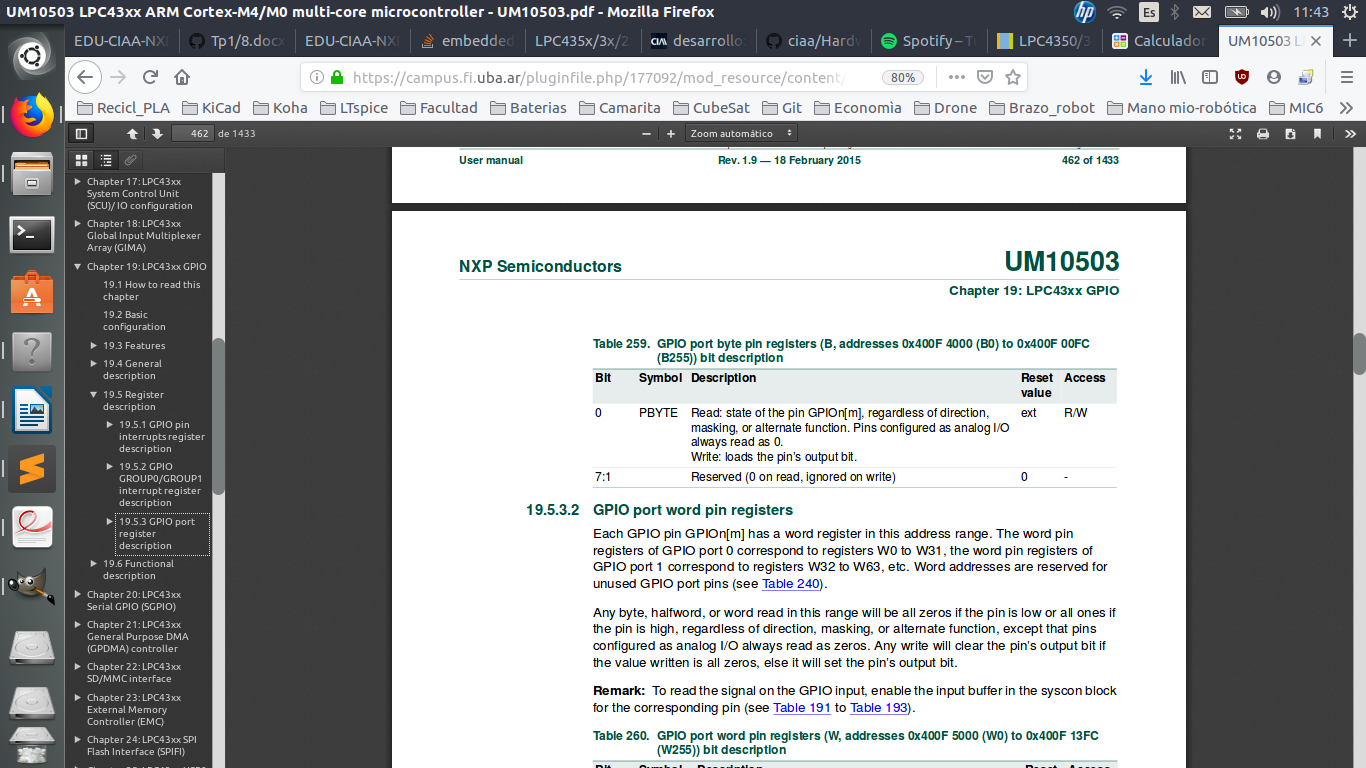 UM10503 LPC43xx ARM Cortex-M4/M0 multi-core microcontroller - UM10503.pdf - Mozilla Firefox
hp Es 11:43
EDU-CIAA-NX Tp1/8.docx EDU-CIAA-NX embedded LPC435x/3x/2 desarrollo: ciaa/Hardw Spotify – T LPC4350/3 Calculador UM10503 L
https://campus.fi.uba.ar/pluginfile.php/177092/mod_resource/content/ 80%
Recicl_PLA KiCad Koha LTspice Facultad Baterias Camarita CubeSat Git Economìa Drone Brazo_robot Mano mio-robótica MIC6
462 de 1433 Zoom automático
Chapter 17: LPC43xx
System Control Unit
(SCU)/ IO configuration
Chapter 18: LPC43xx
Global Input Multiplexer
Array (GIMA)
Chapter 19: LPC43xx GPIO
19.1 How to read this
chapter
19.2 Basic
configuration
19.3 Features
19.4 General
description
19.5 Register
description
19.5.1 GPIO pin
interrupts register
description
19.5.2 GPIO
GROUP0/GROUP1
interrupt register
description
19.5.3 GPIO port
register
description
19.6 Functional
description
Chapter 20: LPC43xx
Serial GPIO (SGPIO)
Chapter 21: LPC43xx
General Purpose DMA
(GPDMA) controller
Chapter 22: LPC43xx
SD/MMC interface
Chapter 23: LPC43xx
External Memory
Controller (EMC)
Chapter 24: LPC43xx SPI
Flash Interface (SPIFI)
User manual Rev. 1.9 — 18 February 2015 462 of 1433
NXP Semiconductors UM10503
Chapter 19: LPC43xx GPIO
Table 259. GPIO port byte pin registers (B, addresses 0x400F 4000 (B0) to 0x400F 00FC
(B255)) bit description
Bit Symbol Description Reset Access
value
0 PBYTE Read: state of the pin GPIOn[m], regardless of direction, ext R/W
masking, or alternate function. Pins configured as analog I/O
always read as 0.
Write: loads the pin's output bit.
7:1 Reserved (0 on read, ignored on write) 0 -
19.5.3.2 GPIO port word pin registers
Each GPIO pin GPIOn[m] has a word register in this address range. The word pin
registers of GPIO port 0 correspond to registers W0 to W31, the word pin registers of
GPIO port 1 correspond to registers W32 to W63, etc. Word addresses are reserved for
unused GPIO port pins (see Table 240).
Any byte, halfword, or word read in this range will be all zeros if the pin is low or all ones if
the pin is high, regardless of direction, masking, or alternate function, except that pins
configured as analog I/O always read as zeros. Any write will clear the pin's output bit if
the value written is all zeros, else it will set the pin's output bit.
Remark: To read the signal on the GPIO input, enable the input buffer in the syscon block
for the corresponding pin (see Table 191 to Table 193).
Table 260. GPIO port word pin registers (W, addresses 0x400F 5000 (W0) to 0x400F 13FC
(W255)) bit description
Bit Symbol Description Reset Access